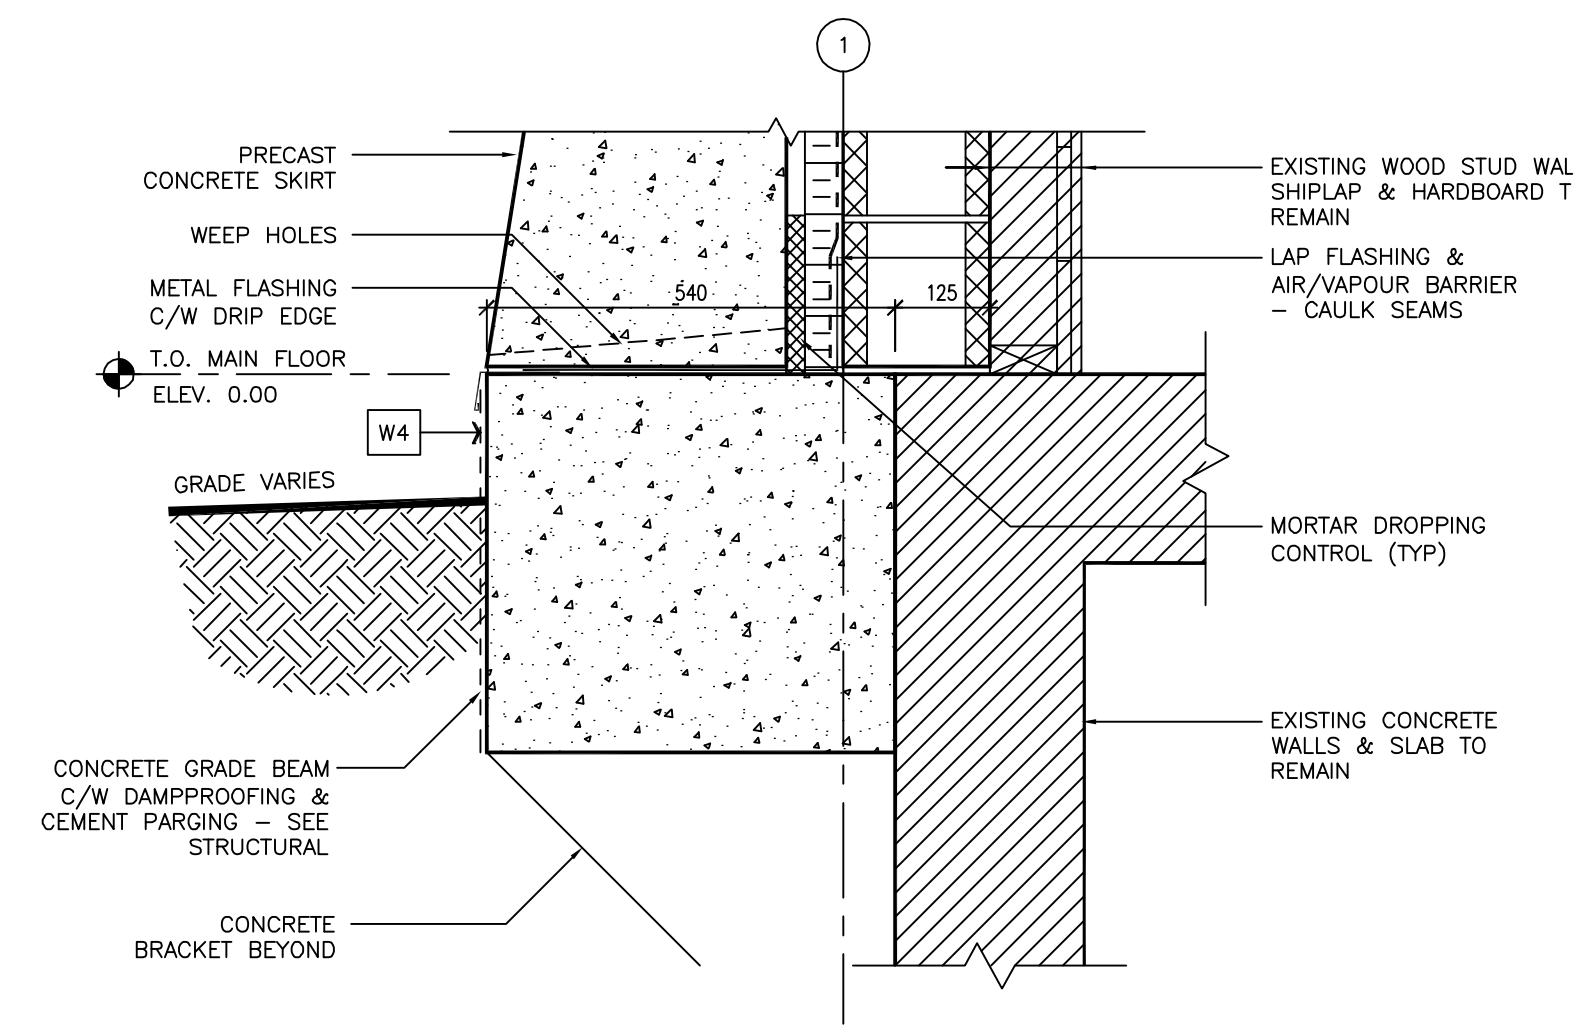 1
PRECAST
CONCRETE SKIRT
WEEP HOLES
METAL FLASHING
C/W DRIP EDGE
T.O. MAIN FLOOR
ELEV. 0.00
W4
GRADE VARIES
CONCRETE GRADE BEAM
C/W DAMPPROOFING &
CEMENT PARGING – SEE
STRUCTURAL
CONCRETE
BRACKET BEYOND
540
125
EXISTING WOOD STUD WAL
SHIPLAP & HARDBOARD T
REMAIN
LAP FLASHING &
AIR/VAPOUR BARRIER
– CAULK SEAMS
MORTAR DROPPING
CONTROL (TYP)
EXISTING CONCRETE
WALLS & SLAB TO
REMAIN